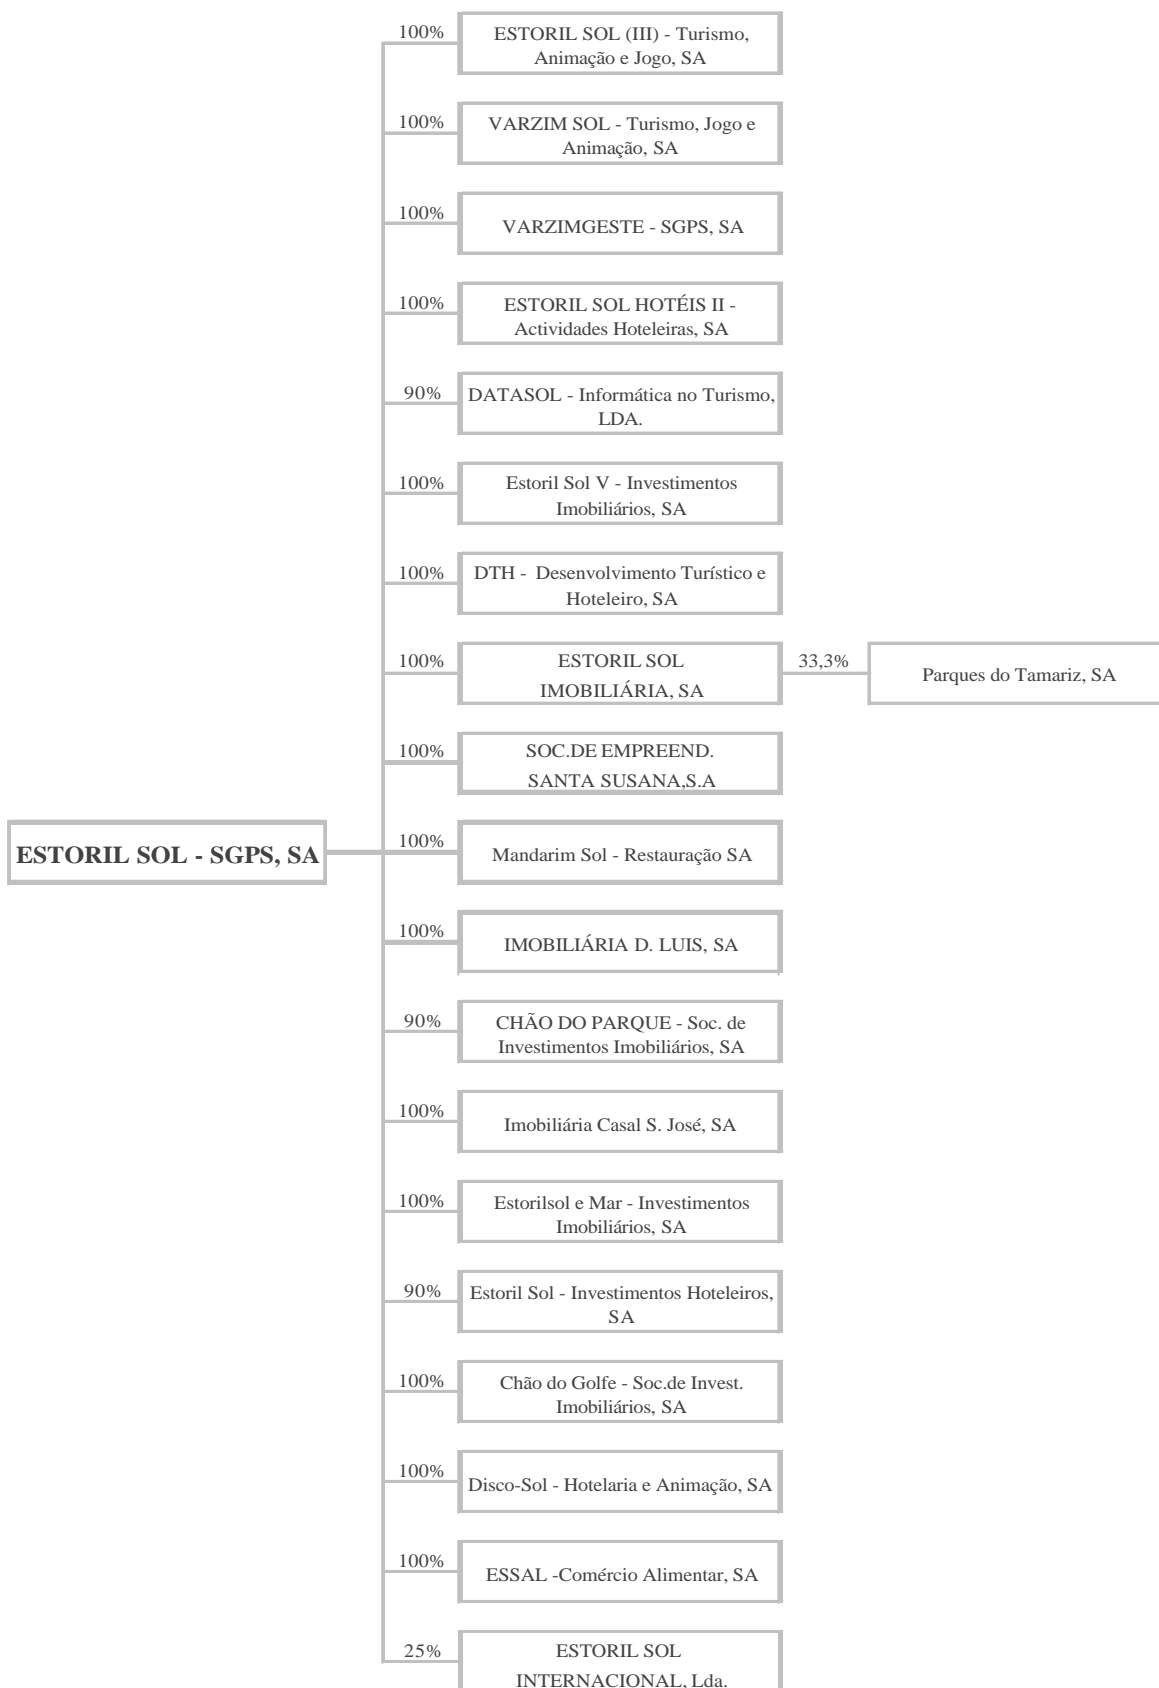 100%
ESTORIL SOL (III) - Turismo,
Animação e Jogo, SA
100%
VARZIM SOL - Turismo, Jogo e
Animação, SA
100%
VARZIMGESTE - SGPS, SA
100%
ESTORIL SOL HOTÉIS II -
Actividades Hoteleiras, SA
90%
DATASOL - Informática no Turismo,
LDA.
100%
Estoril Sol V - Investimentos
Imobiliários, SA
100%
DTH -  Desenvolvimento Turístico e
Hoteleiro, SA
100%
ESTORIL SOL
IMOBILIÁRIA, SA
33,3%
Parques do Tamariz, SA
100%
SOC.DE EMPREEND.
SANTA SUSANA,S.A
ESTORIL SOL - SGPS, SA
100%
Mandarim Sol - Restauração SA
100%
IMOBILIÁRIA D. LUIS, SA
90%
CHÃO DO PARQUE - Soc. de
Investimentos Imobiliários, SA
100%
Imobiliária Casal S. José, SA
100%
Estorilsol e Mar - Investimentos
Imobiliários, SA
90%
Estoril Sol - Investimentos Hoteleiros,
SA
100%
Chão do Golfe - Soc.de Invest.
Imobiliários, SA
100%
Disco-Sol - Hotelaria e Animação, SA
100%
ESSAL -Comércio Alimentar, SA
25%
ESTORIL SOL
INTERNACIONAL, Lda.